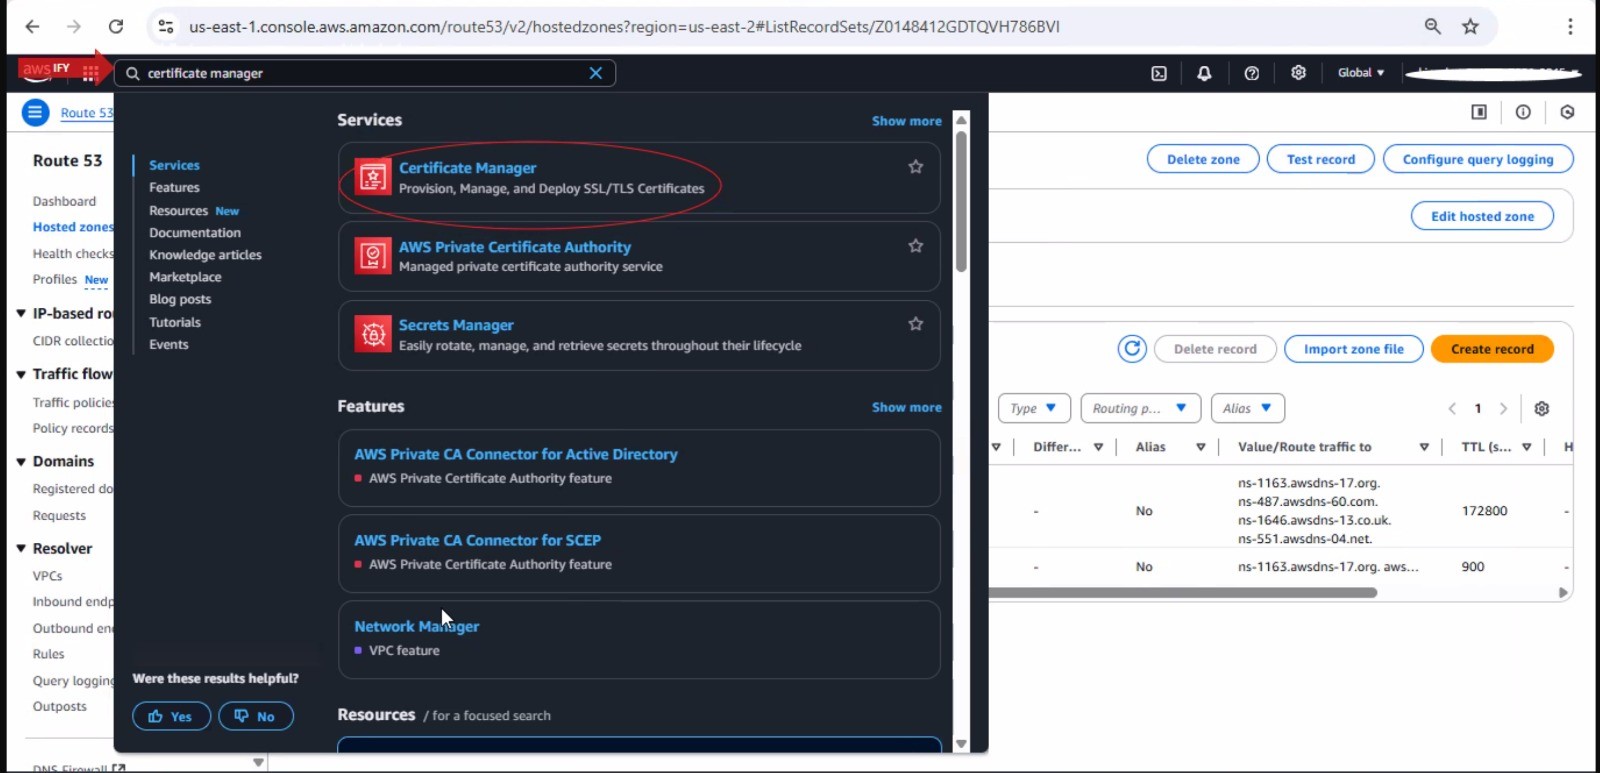 us-east-1.console.aws.amazon.com/route53/v2/hostedzones?region=us-east-2#ListRecordSets/Z0148412GDTQVH786BVI
aws IFY
certificate manager
Global
Route 53
Services
Show more
Delete zone
Test record
Configure query logging
Route 53
Services
Features
Resources New
Documentation
Knowledge articles
Marketplace
Blog posts
Tutorials
Events
Certificate Manager
Provision, Manage, and Deploy SSL/TLS Certificates
AWS Private Certificate Authority
Managed private certificate authority service
Secrets Manager
Easily rotate, manage, and retrieve secrets throughout their lifecycle
Dashboard
Hosted zones
Health checks
Profiles New
IP-based ro
CIDR collectio
Traffic flow
Traffic policie
Policy records
Domains
Registered do
Requests
Resolver
VPCs
Inbound endp
Outbound en
Rules
Query logging
Outposts
DNS Firewall
Features
Show more
AWS Private CA Connector for Active Directory
AWS Private Certificate Authority feature
AWS Private CA Connector for SCEP
AWS Private Certificate Authority feature
Network Manager
VPC feature
Were these results helpful?
Yes
No
Resources / for a focused search
Edit hosted zone
Delete record
Import zone file
Create record
Type
Routing p...
Alias
1
Differ...
Alias
Value/Route traffic to
TTL (s...
H
-
No
ns-1163.awsdns-17.org.
ns-487.awsdns-60.com.
ns-1646.awsdns-13.co.uk.
ns-551.awsdns-04.net.
172800
-
-
No
ns-1163.awsdns-17.org. aws...
900
-